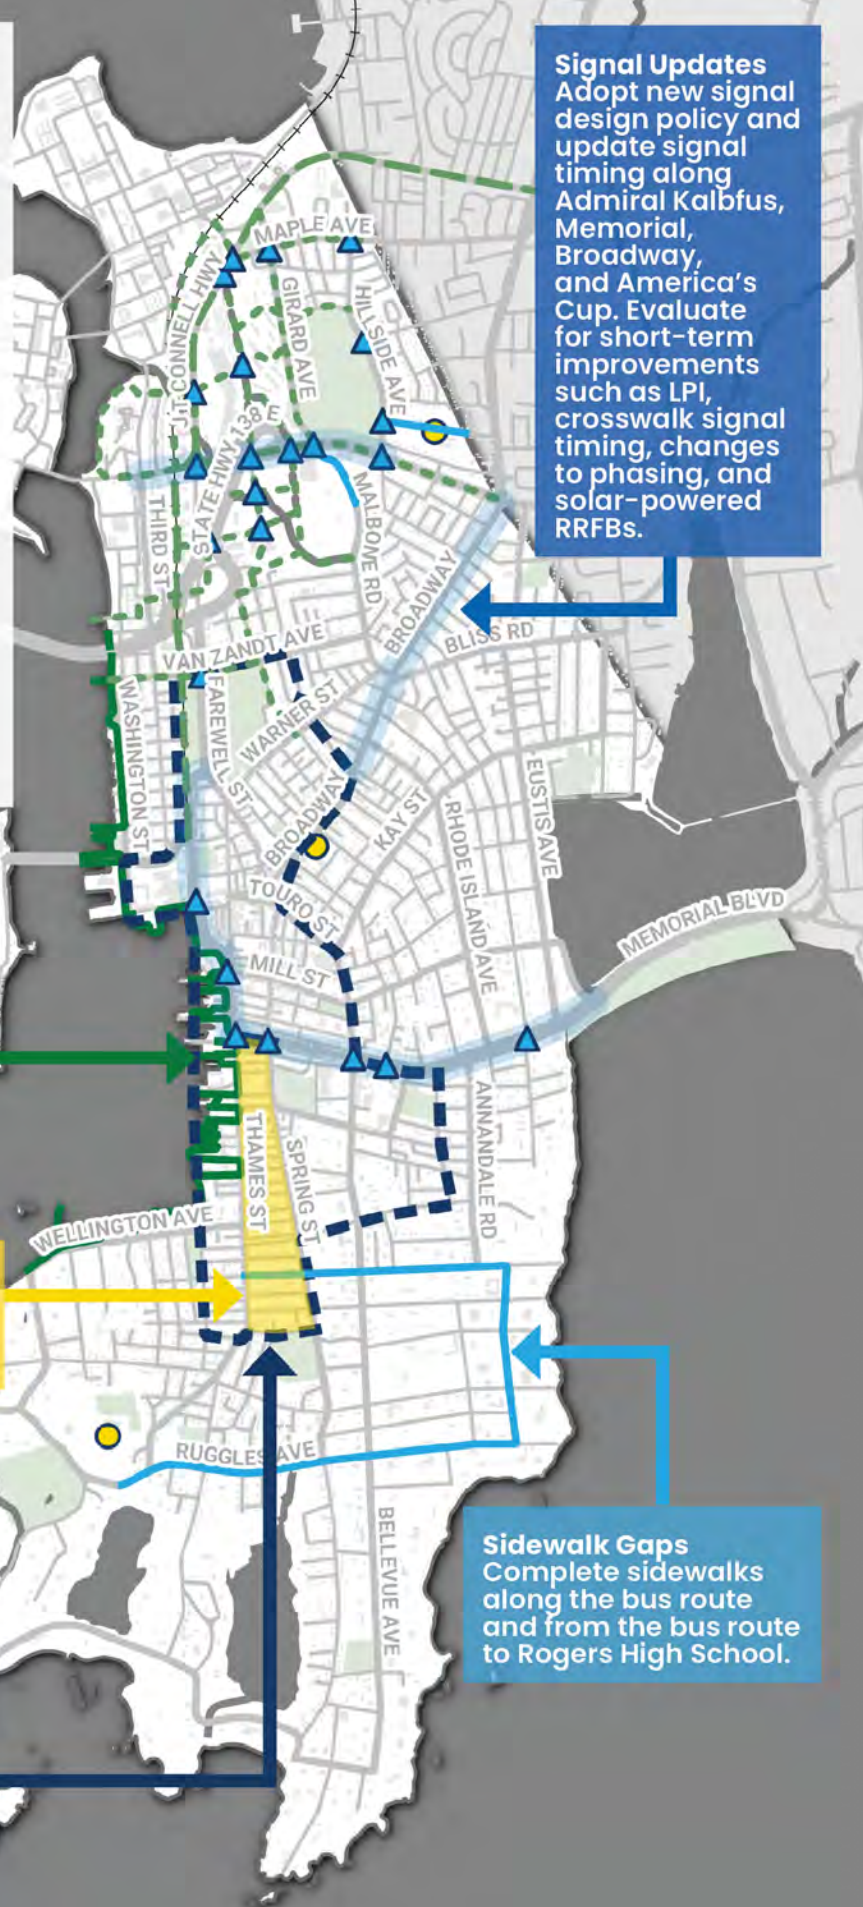 Signal Updates
Adopt new signal
design policy and
update signal
timing along
Admiral Kalbfus,
Memorial,
Broadway,
and America's
Cup. Evaluate
for short-term
improvements
such as LPI,
crosswalk signal
timing, changes
to phasing, and
solar-powered
RRFBs.
MAPLE AVE
J.T. CONNELL HWY
GIRARD AVE
HILLSIDE AVE
STATE HWY 138 E
THIRD ST
MALBONE RD
BROADWAY
BLISS RD
VAN ZANDT AVE
WASHINGTON ST
FAREWELL ST
WARNER ST
BROADWAY
KAY ST
EUSTIS AVE
RHODE ISLAND AVE
TOURO ST
MEMORIAL BLVD
MILL ST
THAMES ST
SPRING ST
ANNANDALE RD
WELLINGTON AVE
RUGGLES AVE
BELLEVUE AVE
Sidewalk Gaps
Complete sidewalks
along the bus route
and from the bus route
to Rogers High School.